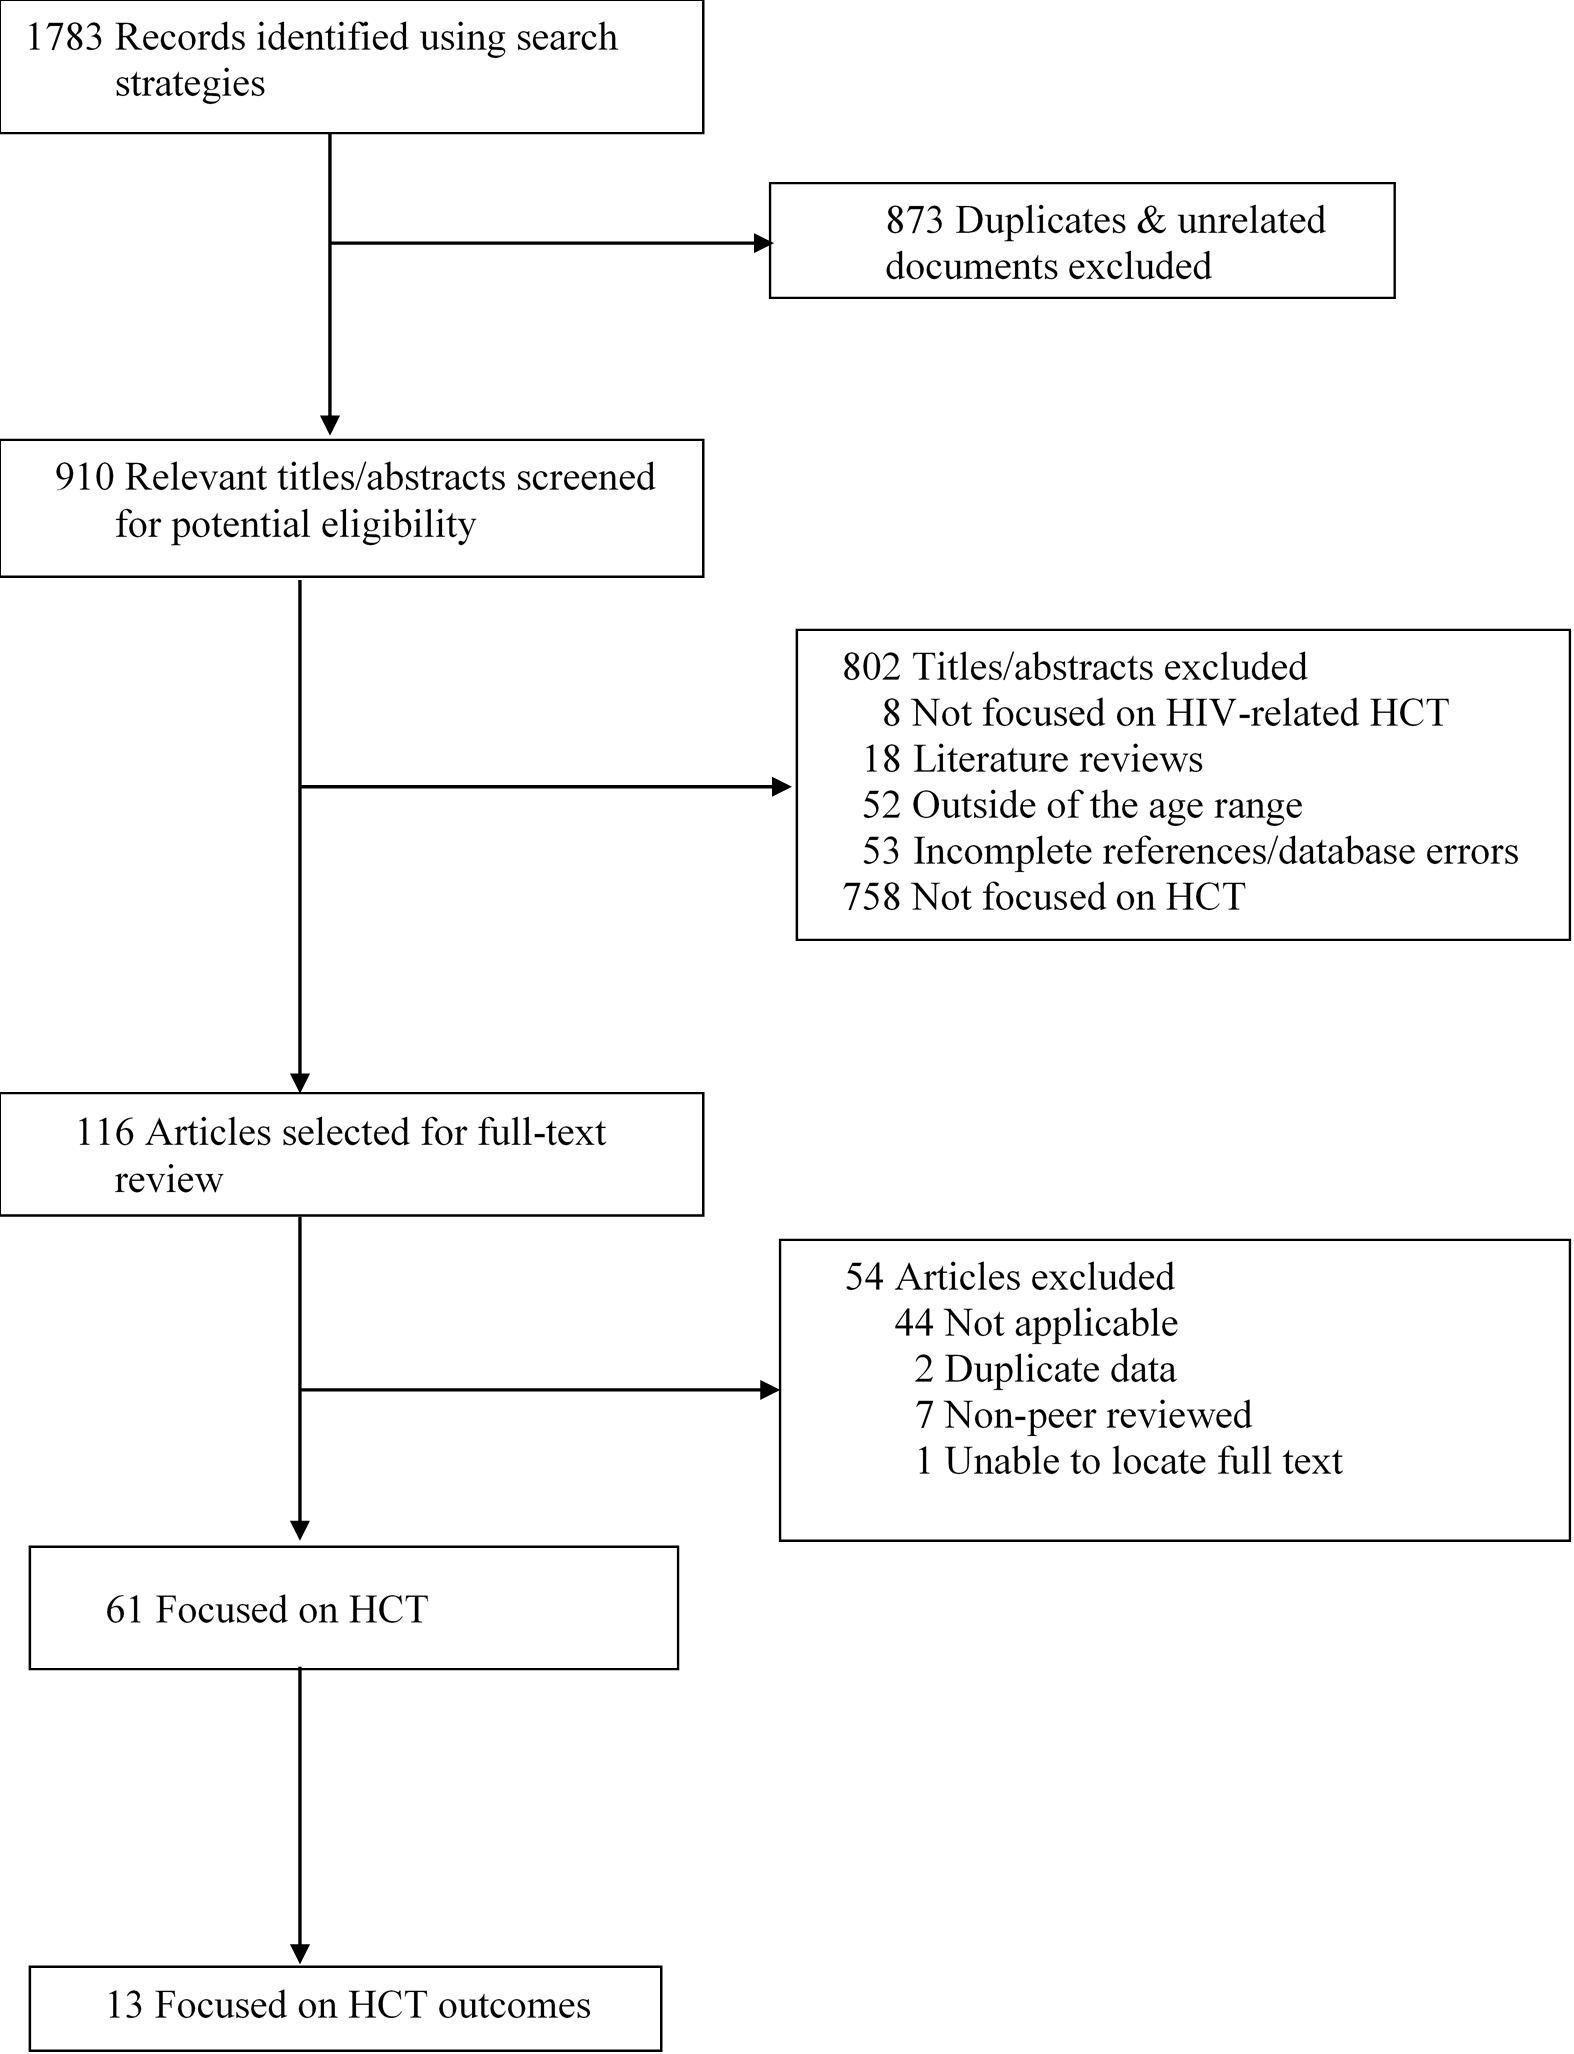 1783 Records identified using search
strategies
873 Duplicates & unrelated
documents excluded
910 Relevant titles/abstracts screened
for potential eligibility
802 Titles/abstracts excluded
8 Not focused on HIV-related HCT
18 Literature reviews
52 Outside of the age range
53 Incomplete references/database errors
758 Not focused on HCT
116 Articles selected for full-text
review
54 Articles excluded
44 Not applicable
2 Duplicate data
7 Non-peer reviewed
1 Unable to locate full text
61 Focused on HCT
13 Focused on HCT outcomes